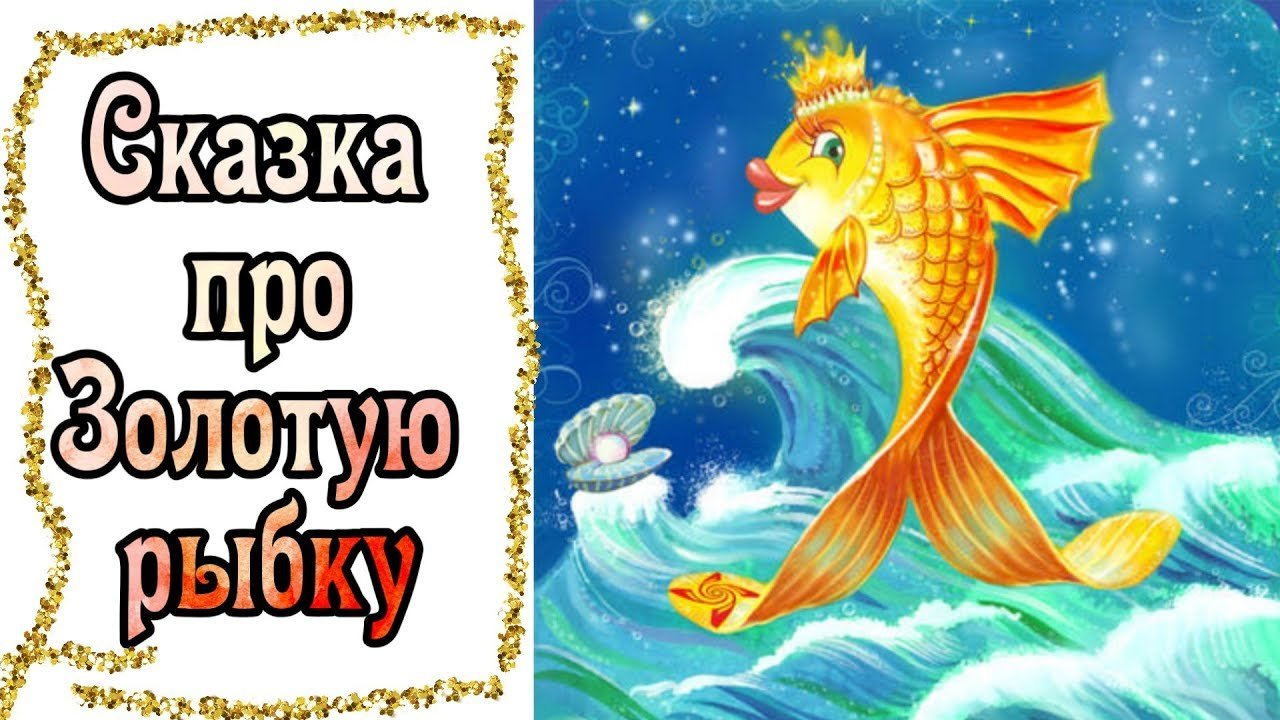 Сказка
про
Золотую
рыбку